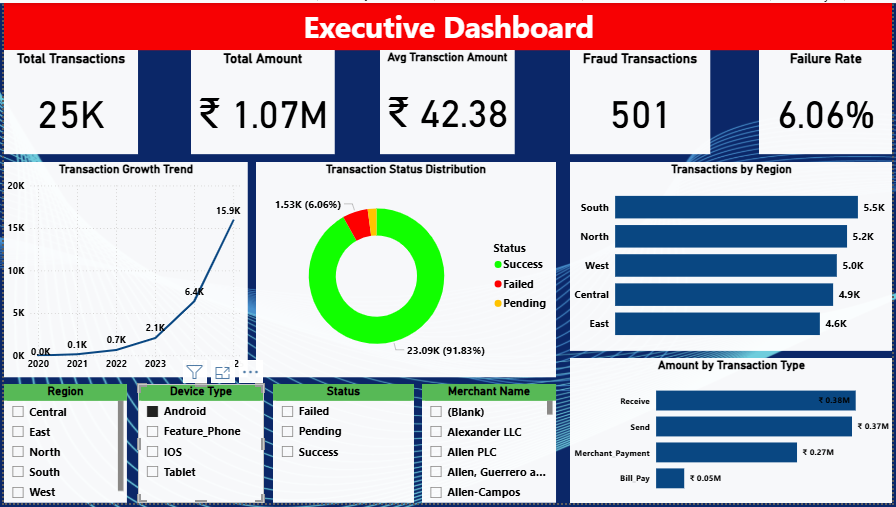 Executive Dashboard
Total Transactions
25K
Total Amount
₹ 1.07M
Avg Transction Amount
₹ 42.38
Fraud Transactions
501
Failure Rate
6.06%
Transaction Growth Trend
20K
15K
10K
5K
0K
0.0K
0.1K
0.7K
2.1K
6.4K
15.9K
2020
2021
2022
2023
Transaction Status Distribution
1.53K (6.06%)
23.09K (91.83%)
Status
Success
Failed
Pending
Transactions by Region
South 5.5K
North 5.2K
West 5.0K
Central 4.9K
East 4.6K
Region
Central
East
North
South
West
Device Type
Android
Feature_Phone
IOS
Tablet
Status
Failed
Pending
Success
Merchant Name
(Blank)
Alexander LLC
Allen PLC
Allen, Guerrero a...
Allen-Campos
Amount by Transaction Type
Receive ₹ 0.38M
Send ₹ 0.37M
Merchant_Payment ₹ 0.27M
Bill_Pay ₹ 0.05M